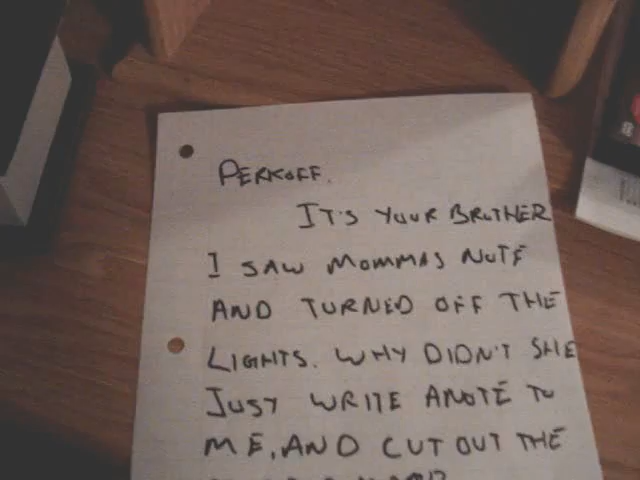 PERKOFF.
IT'S YOUR BROTHER
I SAW MOMMAS NOTE
AND TURNED OFF THE
LIGHTS. WHY DIDN'T SHE
JUST WRITE A NOTE TO
ME, AND CUT OUT THE